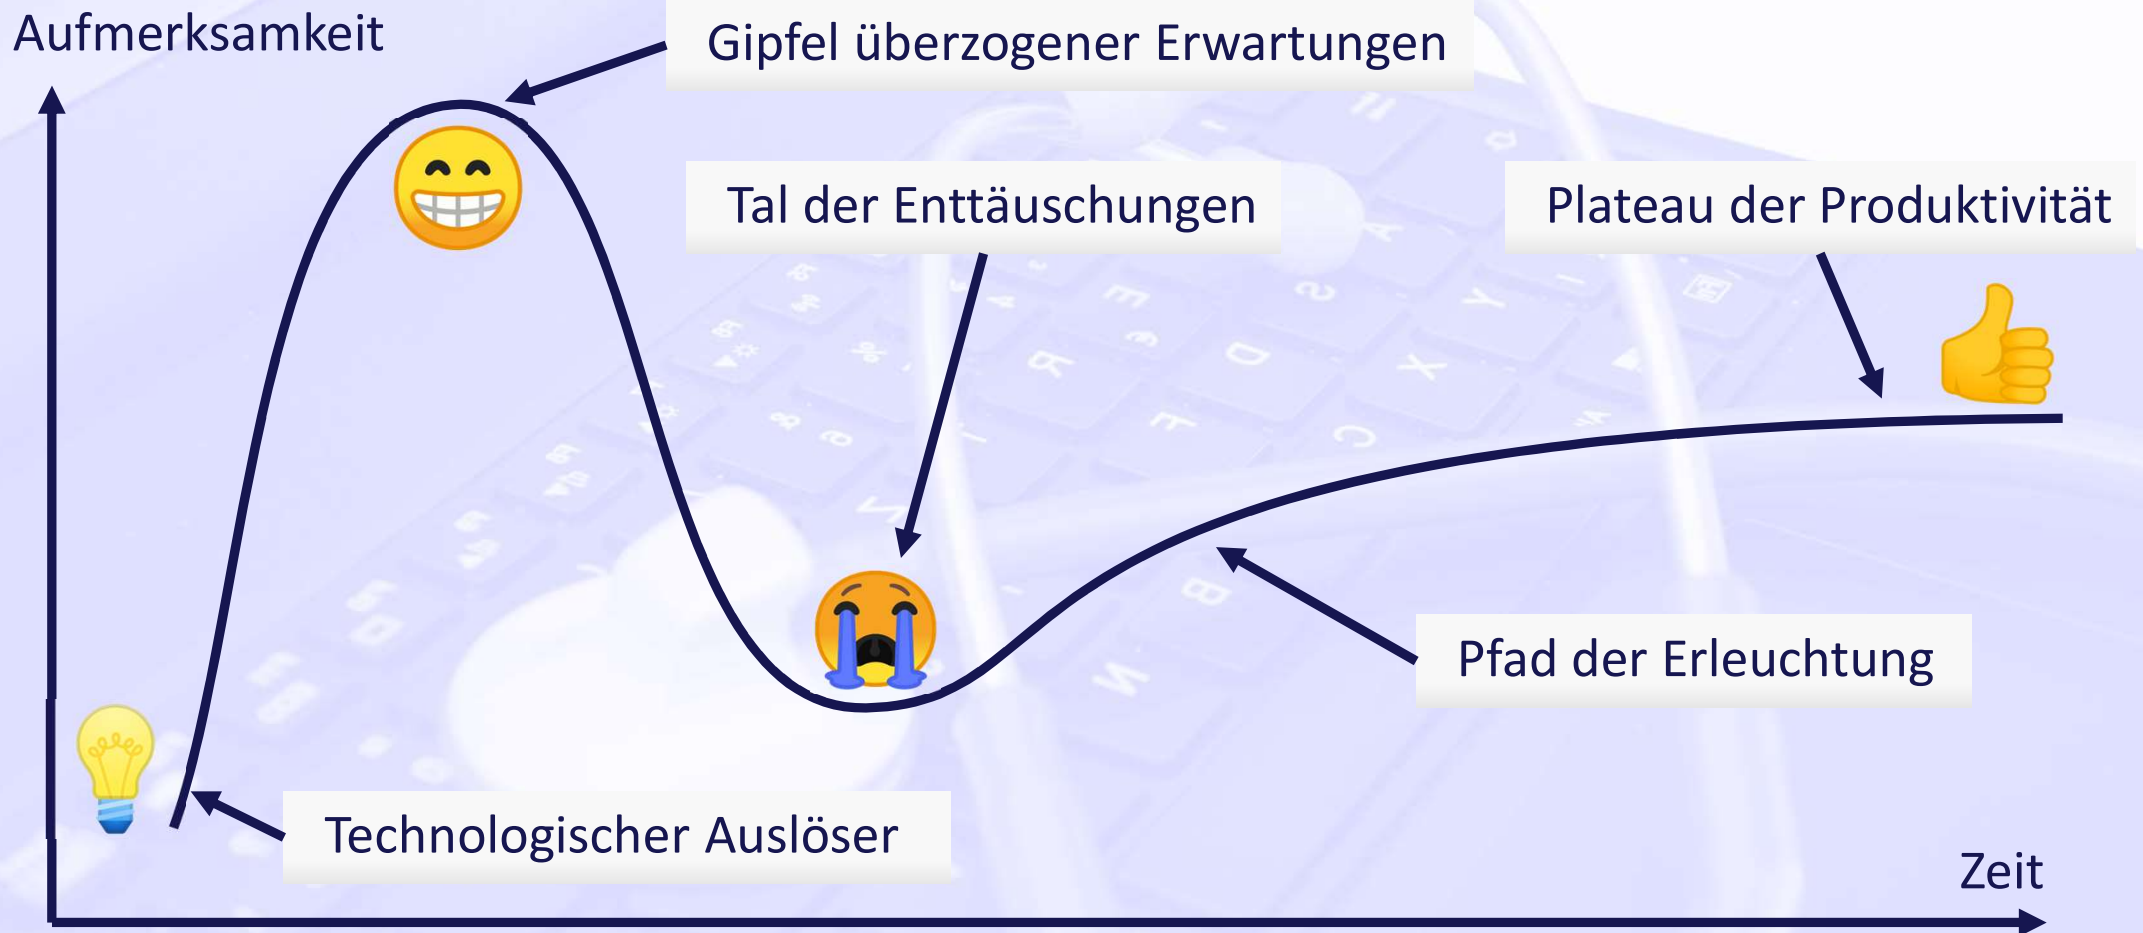 Aufmerksamkeit
Gipfel überzogener Erwartungen
Tal der Enttäuschungen
Plateau der Produktivität
Pfad der Erleuchtung
Technologischer Auslöser
Zeit